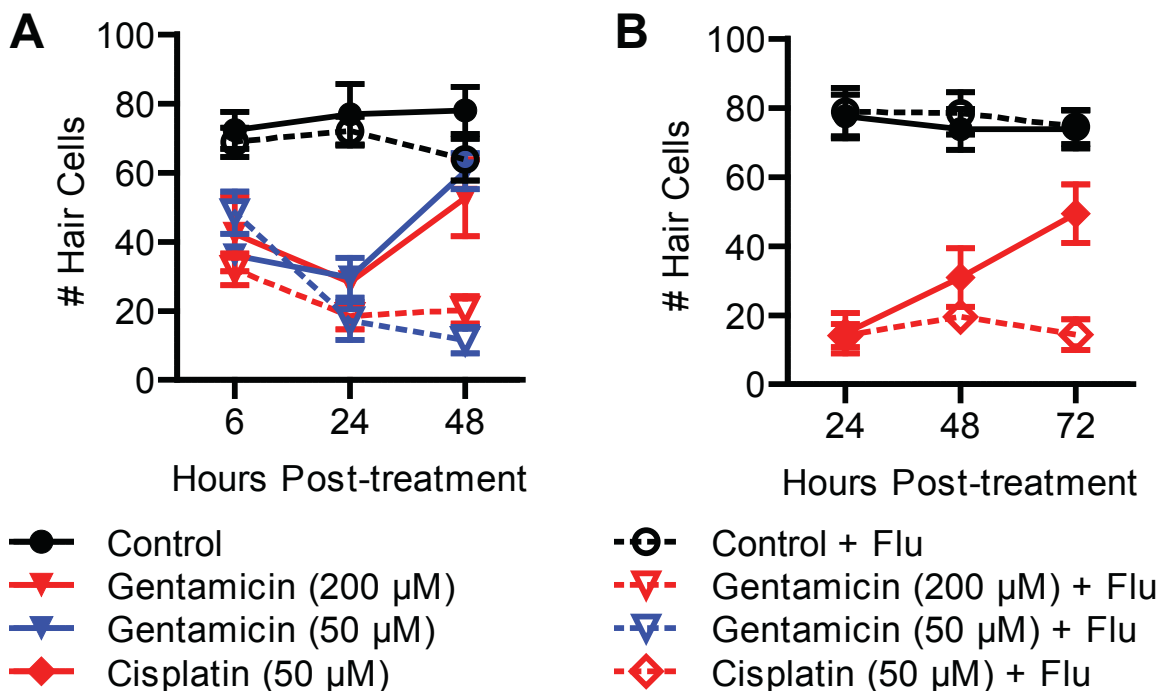 A
100
80
60
40
20
0
# Hair Cells
6 24 48
Hours Post-treatment
B
100
80
60
40
20
0
# Hair Cells
24 48 72
Hours Post-treatment
Control
Gentamicin (200 µM)
Gentamicin (50 µM)
Cisplatin (50 µM)
Control + Flu
Gentamicin (200 µM) + Flu
Gentamicin (50 µM) + Flu
Cisplatin (50 µM) + Flu